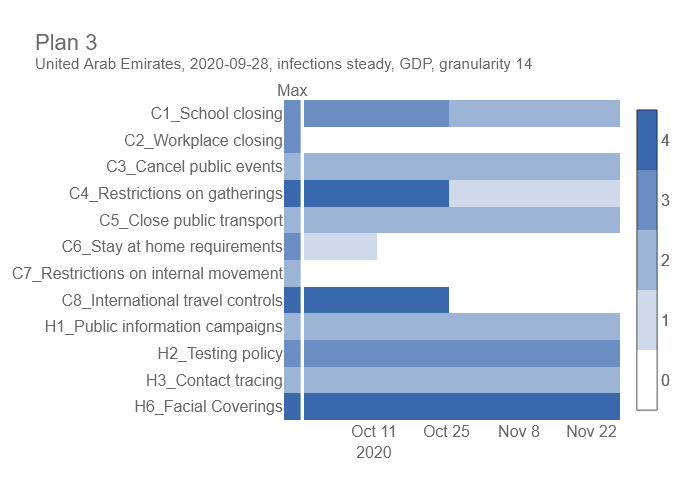 Plan 3
United Arab Emirates, 2020-09-28, infections steady, GDP, granularity 14
Max
C1_School closing
C2_Workplace closing
C3_Cancel public events
C4_Restrictions on gatherings
C5_Close public transport
C6_Stay at home requirements
C7_Restrictions on internal movement
C8_International travel controls
H1_Public information campaigns
H2_Testing policy
H3_Contact tracing
H6_Facial Coverings
Oct 11 Oct 25 Nov 8 Nov 22
2020
4
3
2
1
0